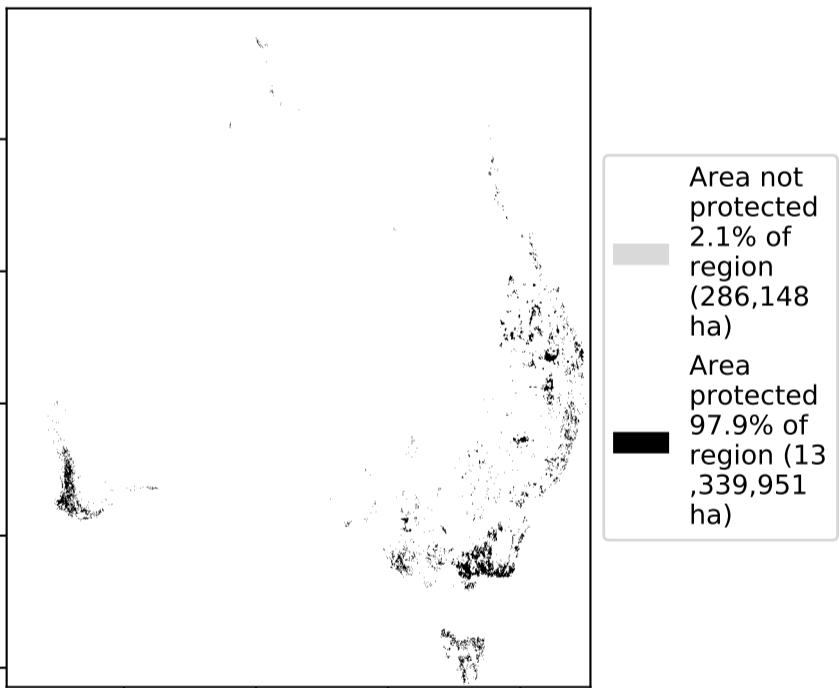 Area not
protected
2.1% of
region
(286,148
ha)
Area
protected
97.9% of
region (13
,339,951
ha)